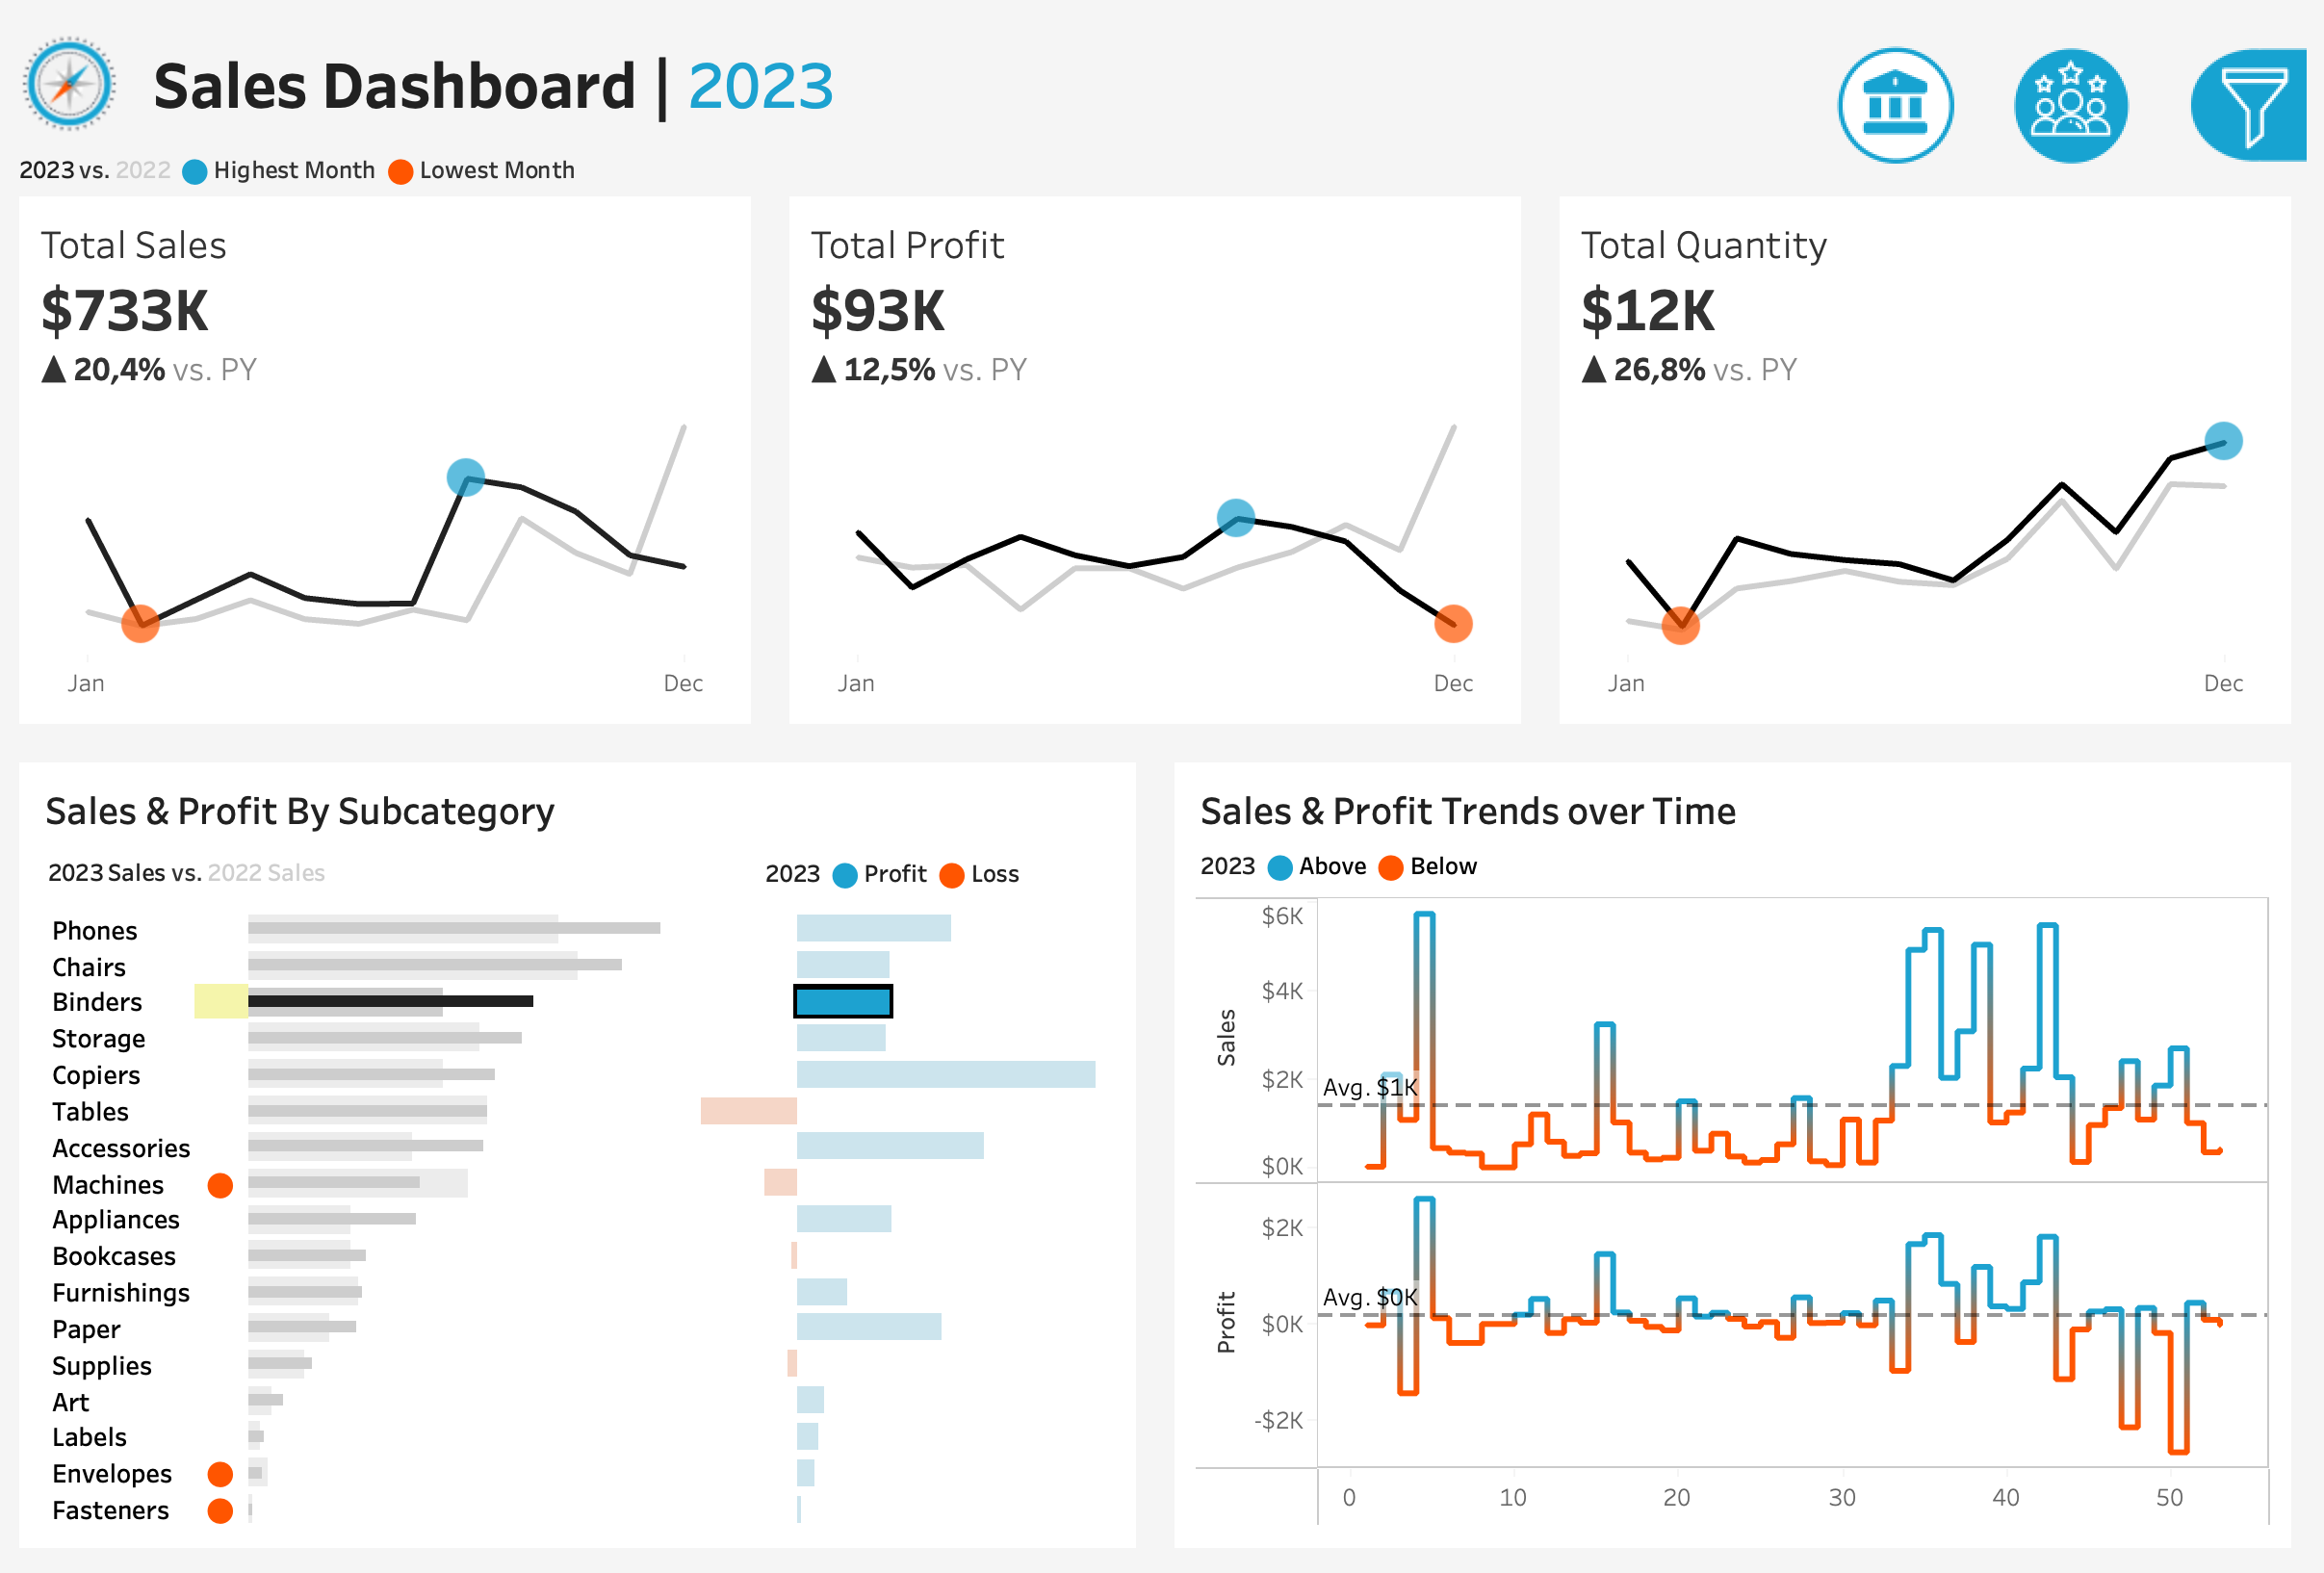 Sales Dashboard | 2023
2023 vs. 2022 Highest Month Lowest Month
Total Sales
$733K
▲ 20,4% vs. PY
Jan Dec
Total Profit
$93K
▲ 12,5% vs. PY
Jan Dec
Total Quantity
$12K
▲ 26,8% vs. PY
Jan Dec
Sales & Profit By Subcategory
2023 Sales vs. 2022 Sales
2023 Profit Loss
Phones
Chairs
Binders
Storage
Copiers
Tables
Accessories
Machines
Appliances
Bookcases
Furnishings
Paper
Supplies
Art
Labels
Envelopes
Fasteners
Sales & Profit Trends over Time
2023 Above Below
Sales
$6K
$4K
$2K
$0K
Avg. $1K
Profit
$2K
$0K
-$2K
Avg. $0K
0 10 20 30 40 50